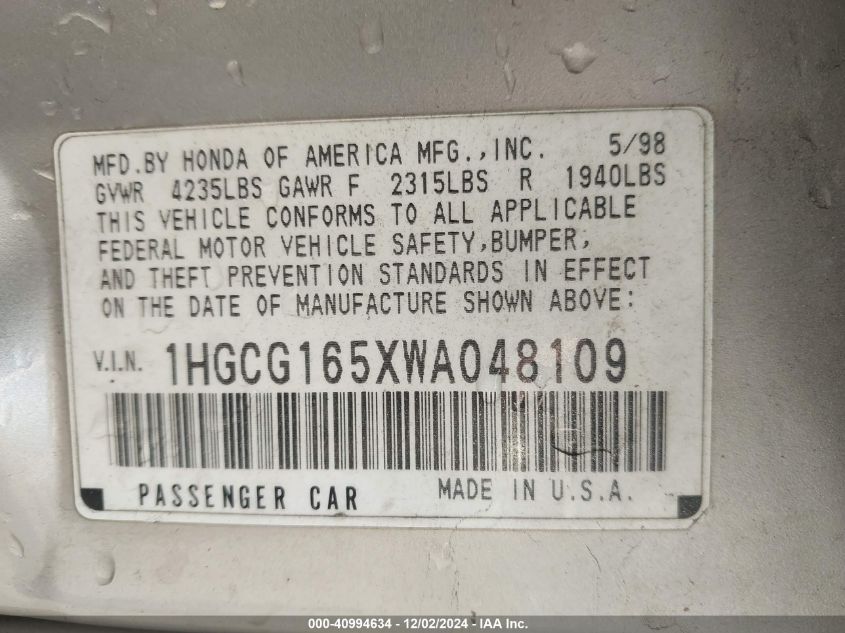 MFD.BY HONDA OF AMERICA MFG.,INC. 5/98
GVWR 4235LBS GAWR F 2315LBS R 1940LBS
THIS VEHICLE CONFORMS TO ALL APPLICABLE
FEDERAL MOTOR VEHICLE SAFETY,BUMPER,
AND THEFT PREVENTION STANDARDS IN EFFECT
ON THE DATE OF MANUFACTURE SHOWN ABOVE:
V.I.N. 1HGCG165XWA048109
PASSENGER CAR MADE IN U.S.A.
000-40994634 - 12/02/2024 - IAA Inc.